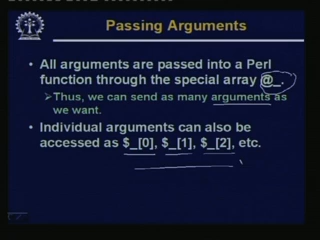 Passing Arguments
• All arguments are passed into a Perl
function through the special array @_.
➢Thus, we can send as many arguments as
we want.
• Individual arguments can also be
accessed as $_[0], $_[1], $_[2], etc.